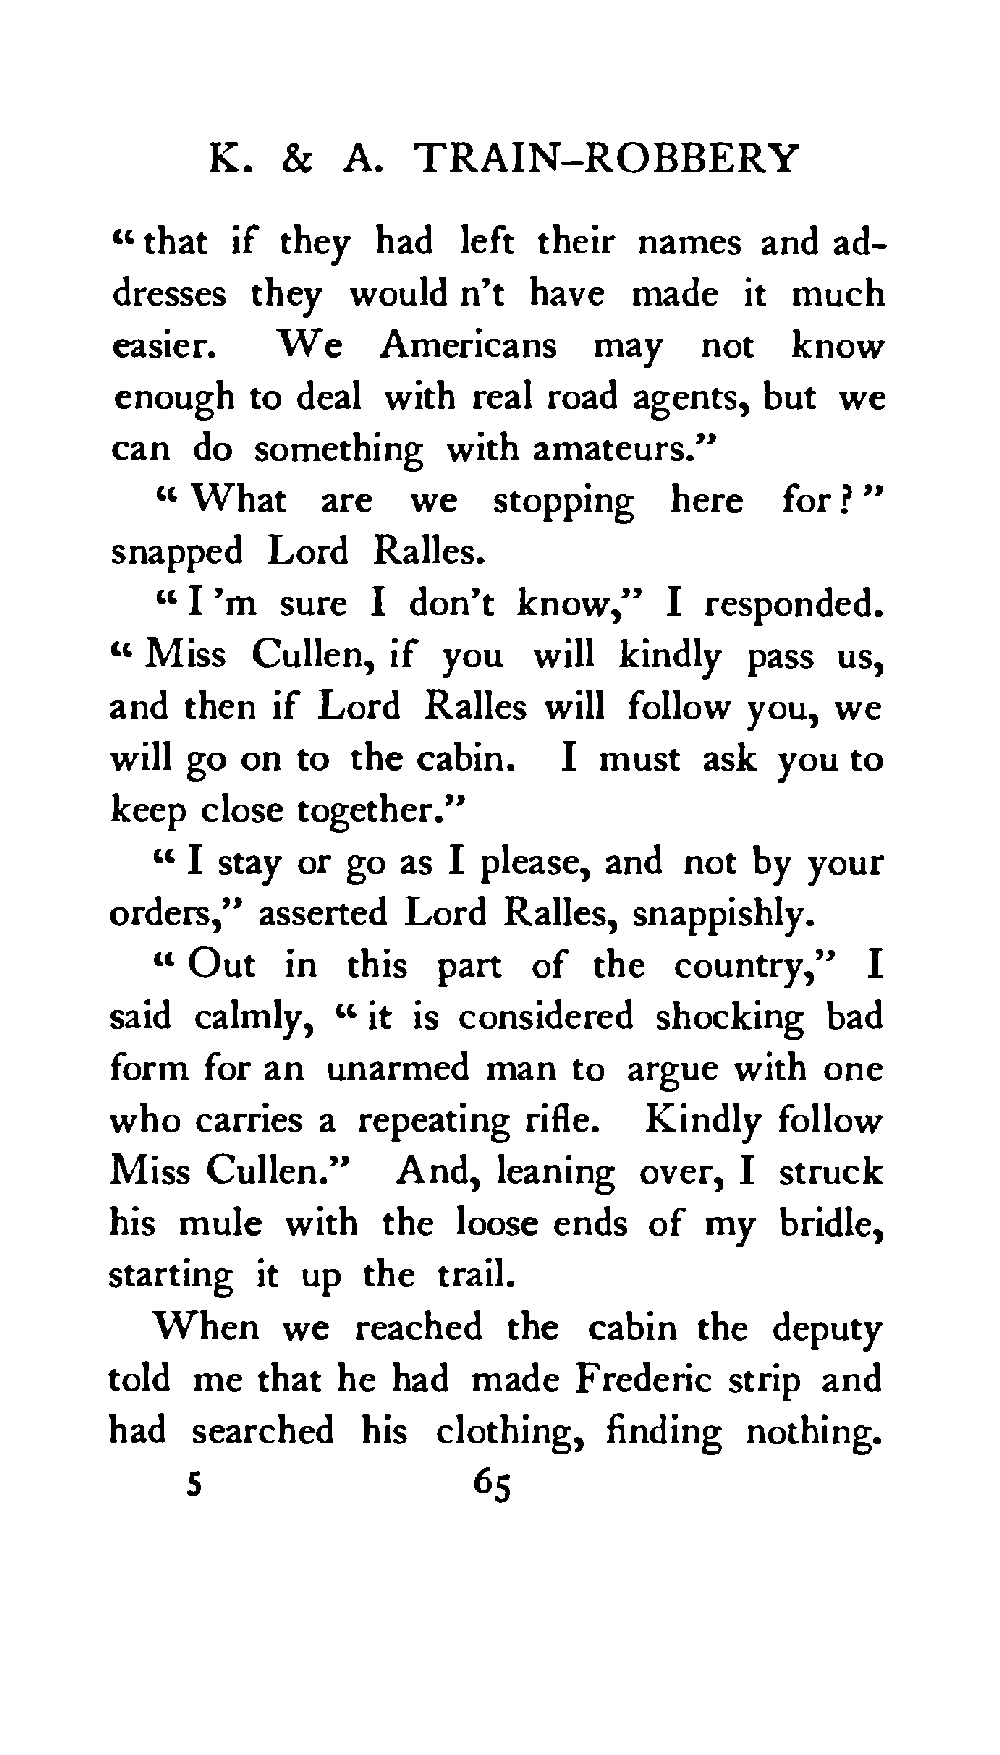 K. & A. TRAIN-ROBBERY
“ that if they had left their names and ad-
dresses they would n’t have made it much
easier. We Americans may not know
enough to deal with real road agents, but we
can do something with amateurs.”
“ What are we stopping here for ? ”
snapped Lord Ralles.
“ I ’m sure I don’t know,” I responded.
“ Miss Cullen, if you will kindly pass us,
and then if Lord Ralles will follow you, we
will go on to the cabin. I must ask you to
keep close together.”
“ I stay or go as I please, and not by your
orders,” asserted Lord Ralles, snappishly.
“ Out in this part of the country,” I
said calmly, “ it is considered shocking bad
form for an unarmed man to argue with one
who carries a repeating rifle. Kindly follow
Miss Cullen.” And, leaning over, I struck
his mule with the loose ends of my bridle,
starting it up the trail.
When we reached the cabin the deputy
told me that he had made Frederic strip and
had searched his clothing, finding nothing.
5 65